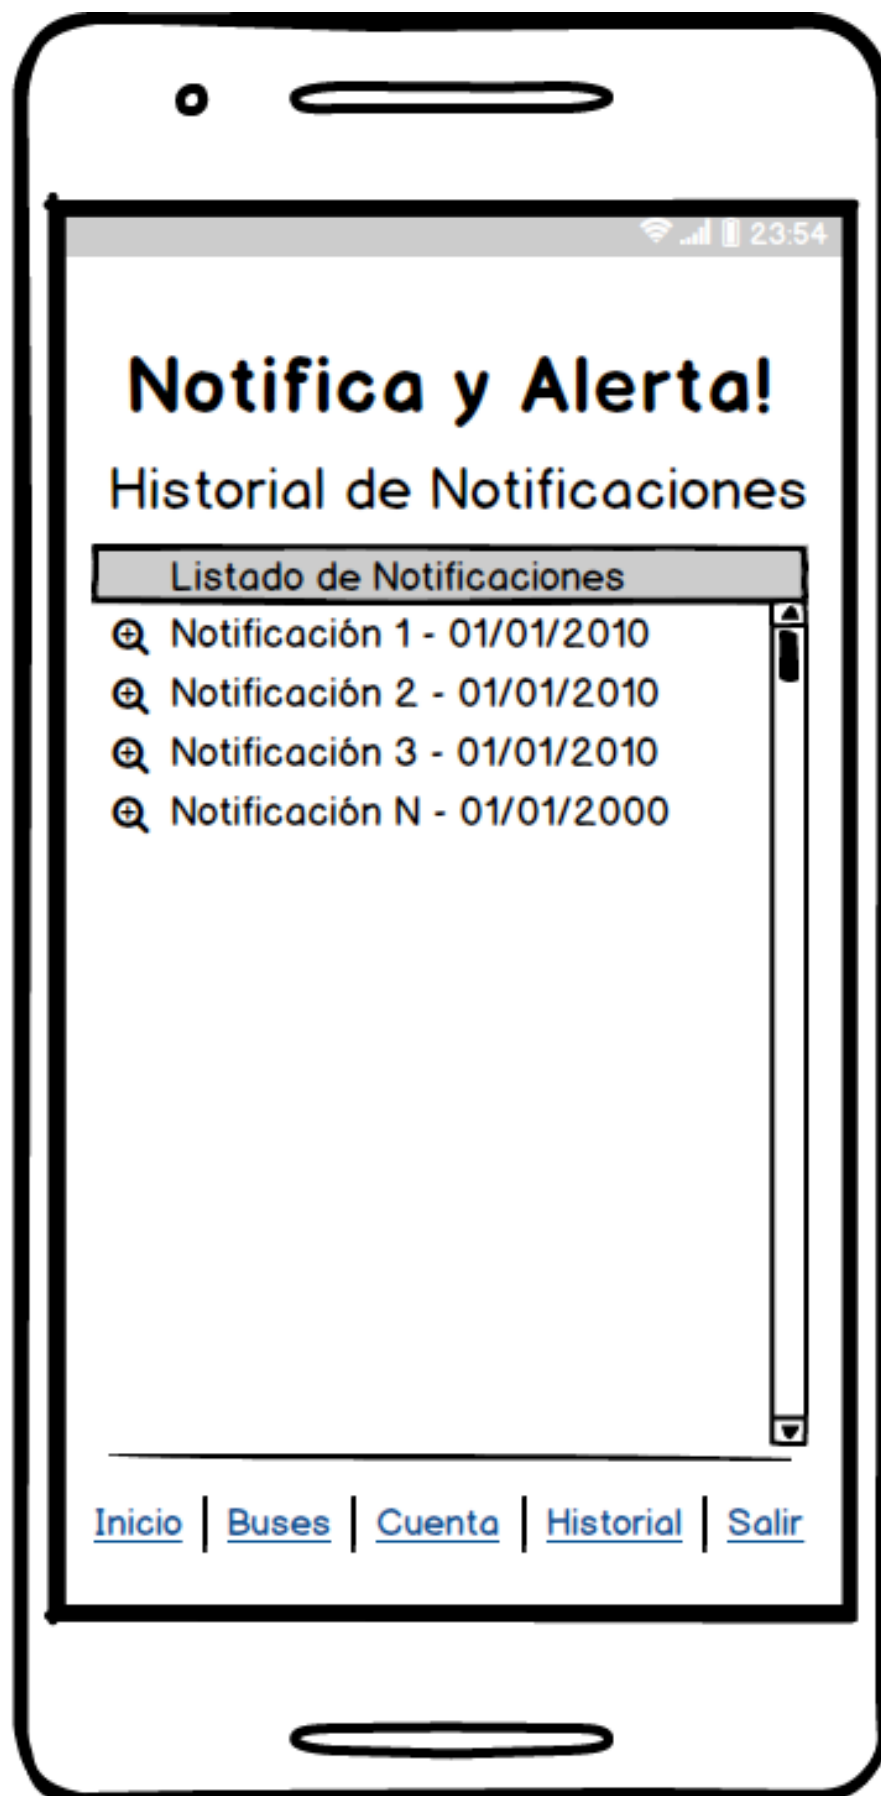 23:54
Notifica y Alerta!
Historial de Notificaciones
Listado de Notificaciones
Notificación 1 - 01/01/2010
Notificación 2 - 01/01/2010
Notificación 3 - 01/01/2010
Notificación N - 01/01/2000
Inicio | Buses | Cuenta | Historial | Salir